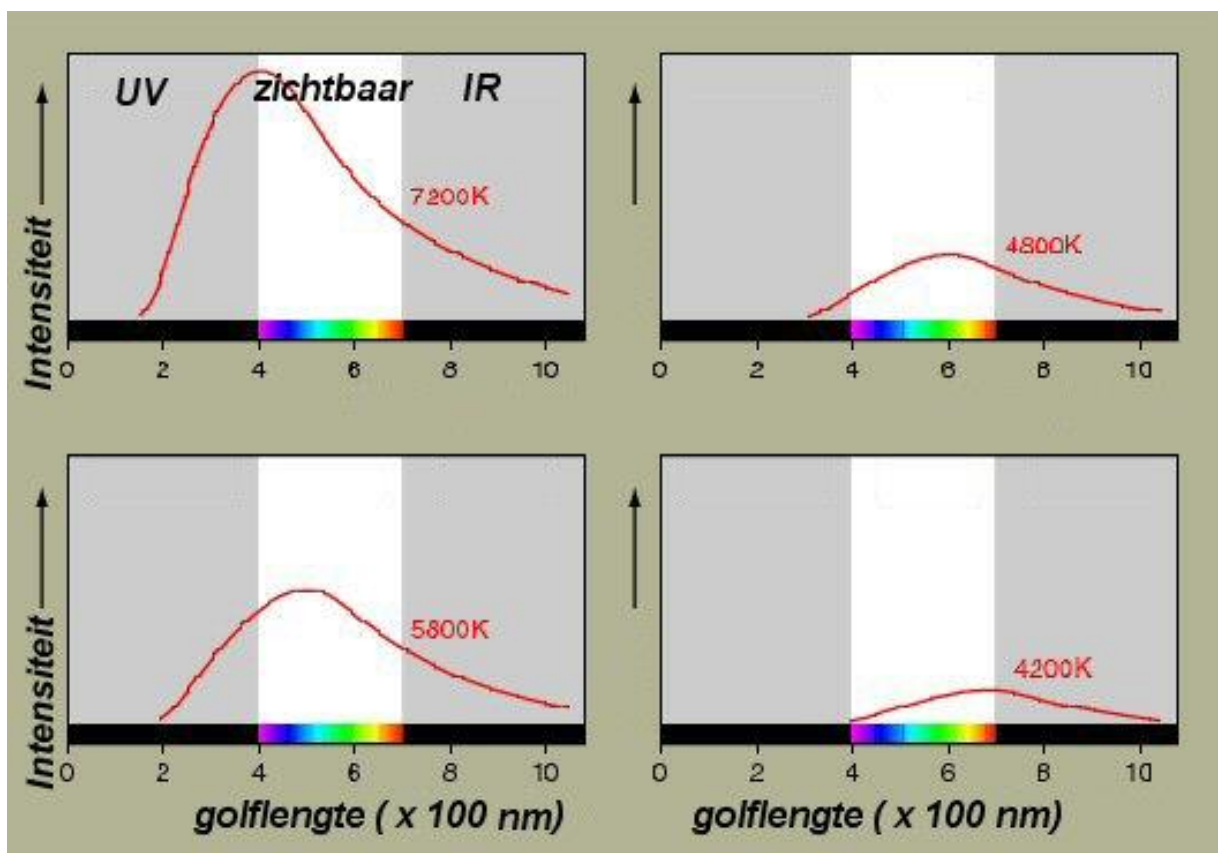 UV zichtbaar IR
7200K
Intensiteit
0 2 4 6 8 10
4800K
0 2 4 6 8 10
5800K
Intensiteit
0 2 4 6 8 10
golflengte ( x 100 nm)
4200K
0 2 4 6 8 10
golflengte ( x 100 nm)